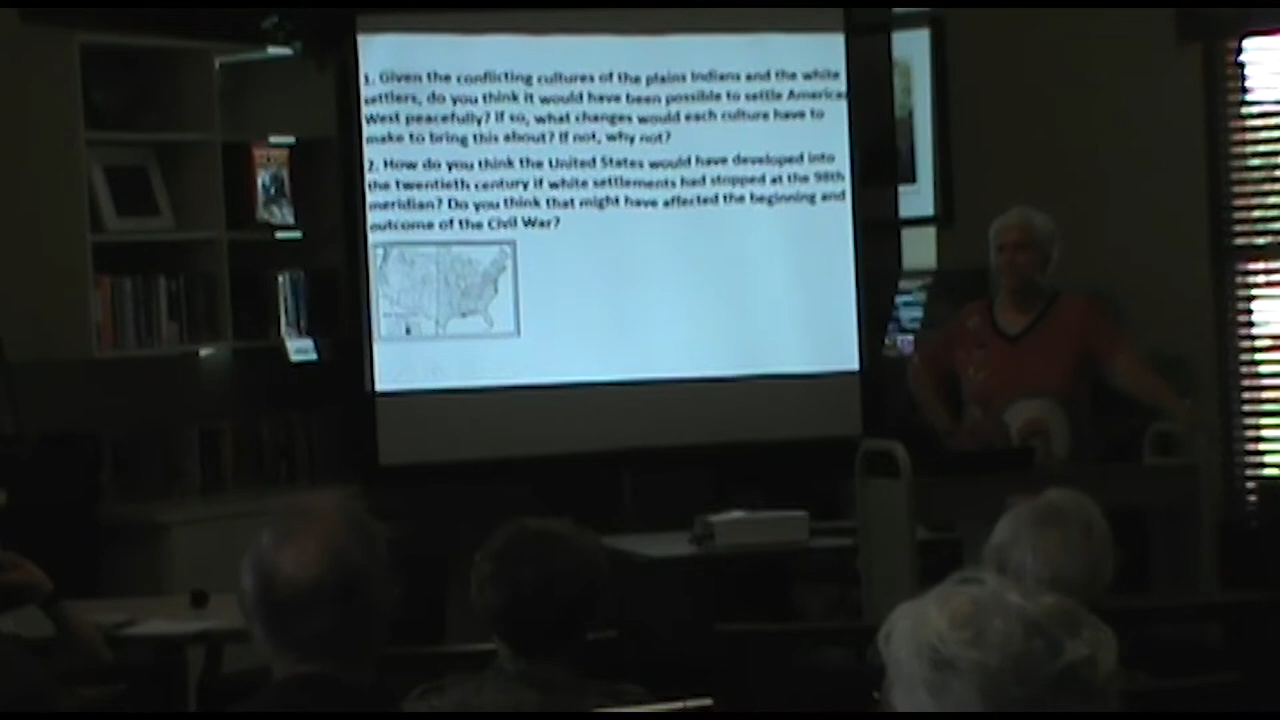 1. Given the conflicting cultures of the plains Indians and the white
settlers, do you think it would have been possible to settle America
West peacefully? If so, what changes would each culture have to
make to bring this about? If not, why not?
2. How do you think the United States would have developed into
the twentieth century if white settlements had stopped at the 98th
meridian? Do you think that might have affected the beginning and
outcome of the Civil War?